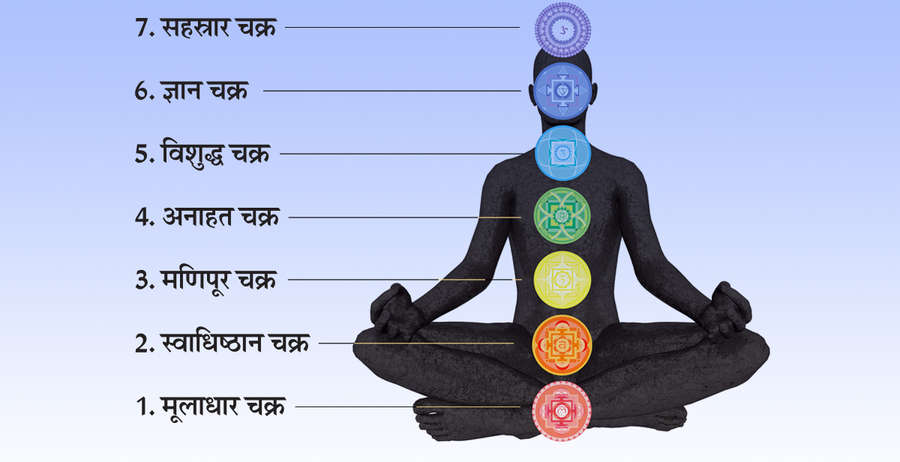 7. सहस्रार चक्र
6. ज्ञान चक्र
5. विशुद्ध चक्र
4. अनाहत चक्र
3. मणिपूर चक्र
2. स्वाधिष्ठान चक्र
1. मूलाधार चक्र